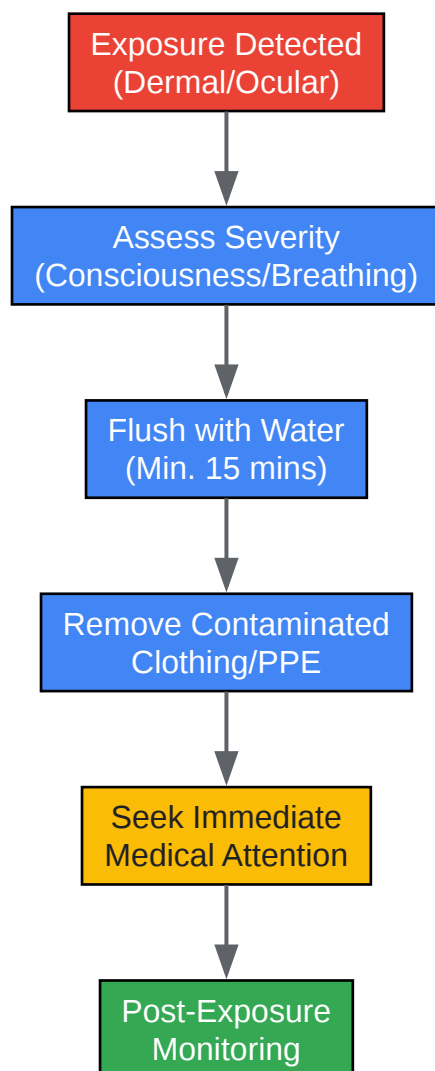 Exposure Detected
(Dermal/Ocular)
Assess Severity
(Consciousness/Breathing)
Flush with Water
(Min. 15 mins)
Remove Contaminated
Clothing/PPE
Seek Immediate
Medical Attention
Post-Exposure
Monitoring